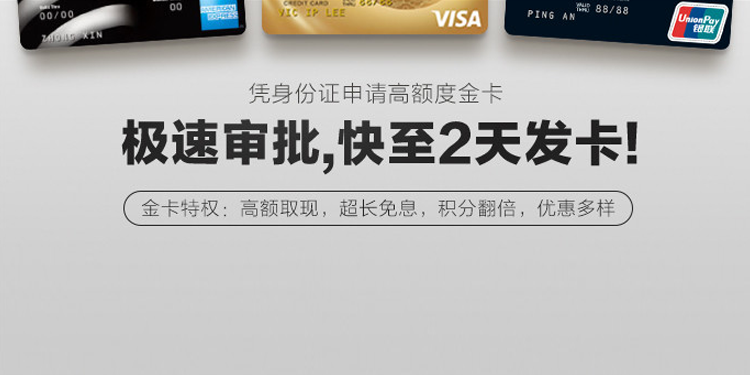 00/00
00
AMERICAN EXPRESS
ZHONG XIN
CREDIT CARD
VIC IP LEE
VISA
VALID THRU
88/88
PING AN
UnionPay
银联
凭身份证申请高额度金卡
极速审批,快至2天发卡!
金卡特权：高额取现，超长免息，积分翻倍，优惠多样